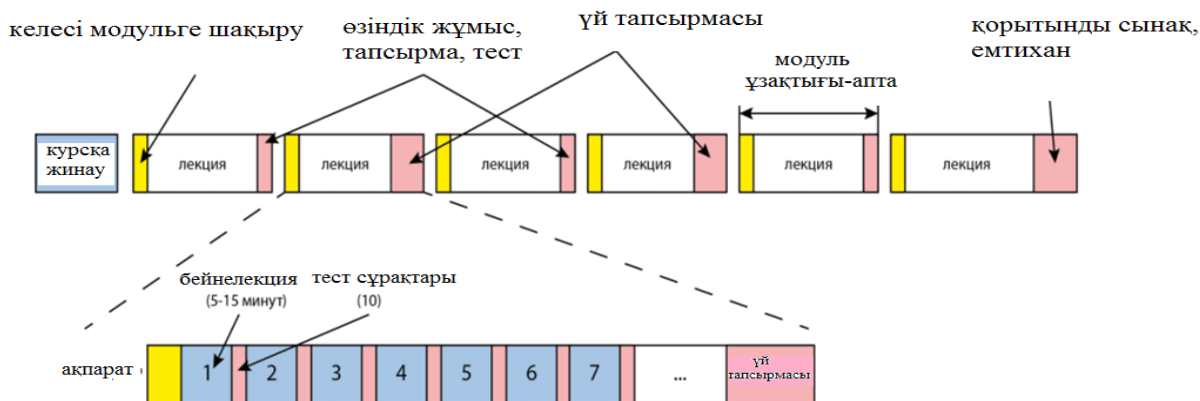 келесі модульге шақыру
өзіндік жұмыс,
тапсырма, тест
үй тапсырмасы
қорытынды сынақ,
емтихан
модуль
ұзақтығы-апта
курсқа
жинау
лекция
лекция
лекция
лекция
лекция
лекция
бейнелекция
(5-15 минут)
тест сұрақтары
(10)
ақпарат
1
2
3
4
5
6
7
...
үй
тапсырмасы